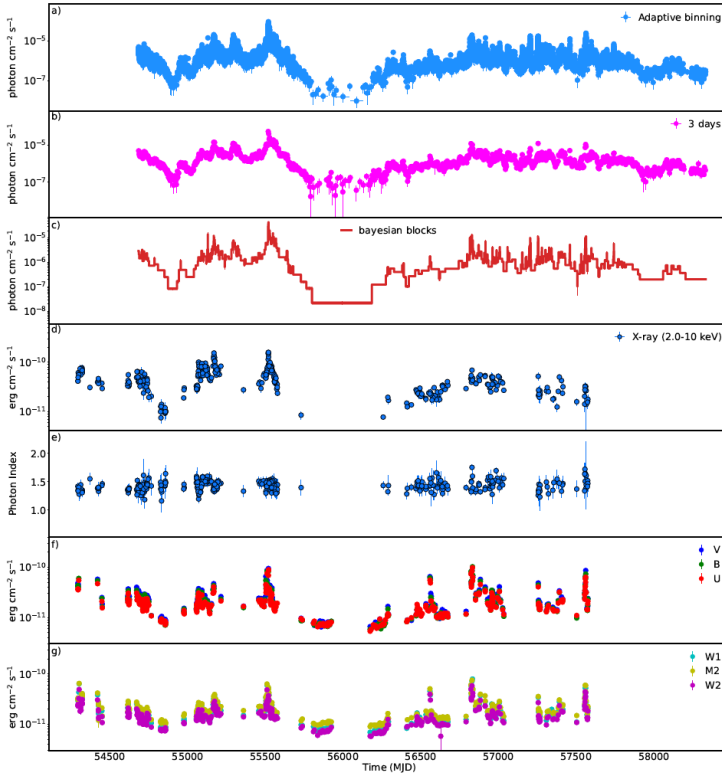 a)
Adaptive binning
photon cm⁻² s⁻¹
10⁻⁵
10⁻⁷
b)
3 days
photon cm⁻² s⁻¹
10⁻⁵
10⁻⁷
c)
bayesian blocks
photon cm⁻² s⁻¹
10⁻⁵
10⁻⁶
10⁻⁷
10⁻⁸
d)
X-ray (2.0-10 keV)
erg cm⁻² s⁻¹
10⁻¹⁰
10⁻¹¹
e)
Photon Index
2.0
1.5
1.0
f)
V
B
U
erg cm⁻² s⁻¹
10⁻¹⁰
10⁻¹¹
g)
W1
M2
W2
erg cm⁻² s⁻¹
10⁻¹⁰
10⁻¹¹
54500 55000 55500 56000 56500 57000 57500 58000
Time (MJD)